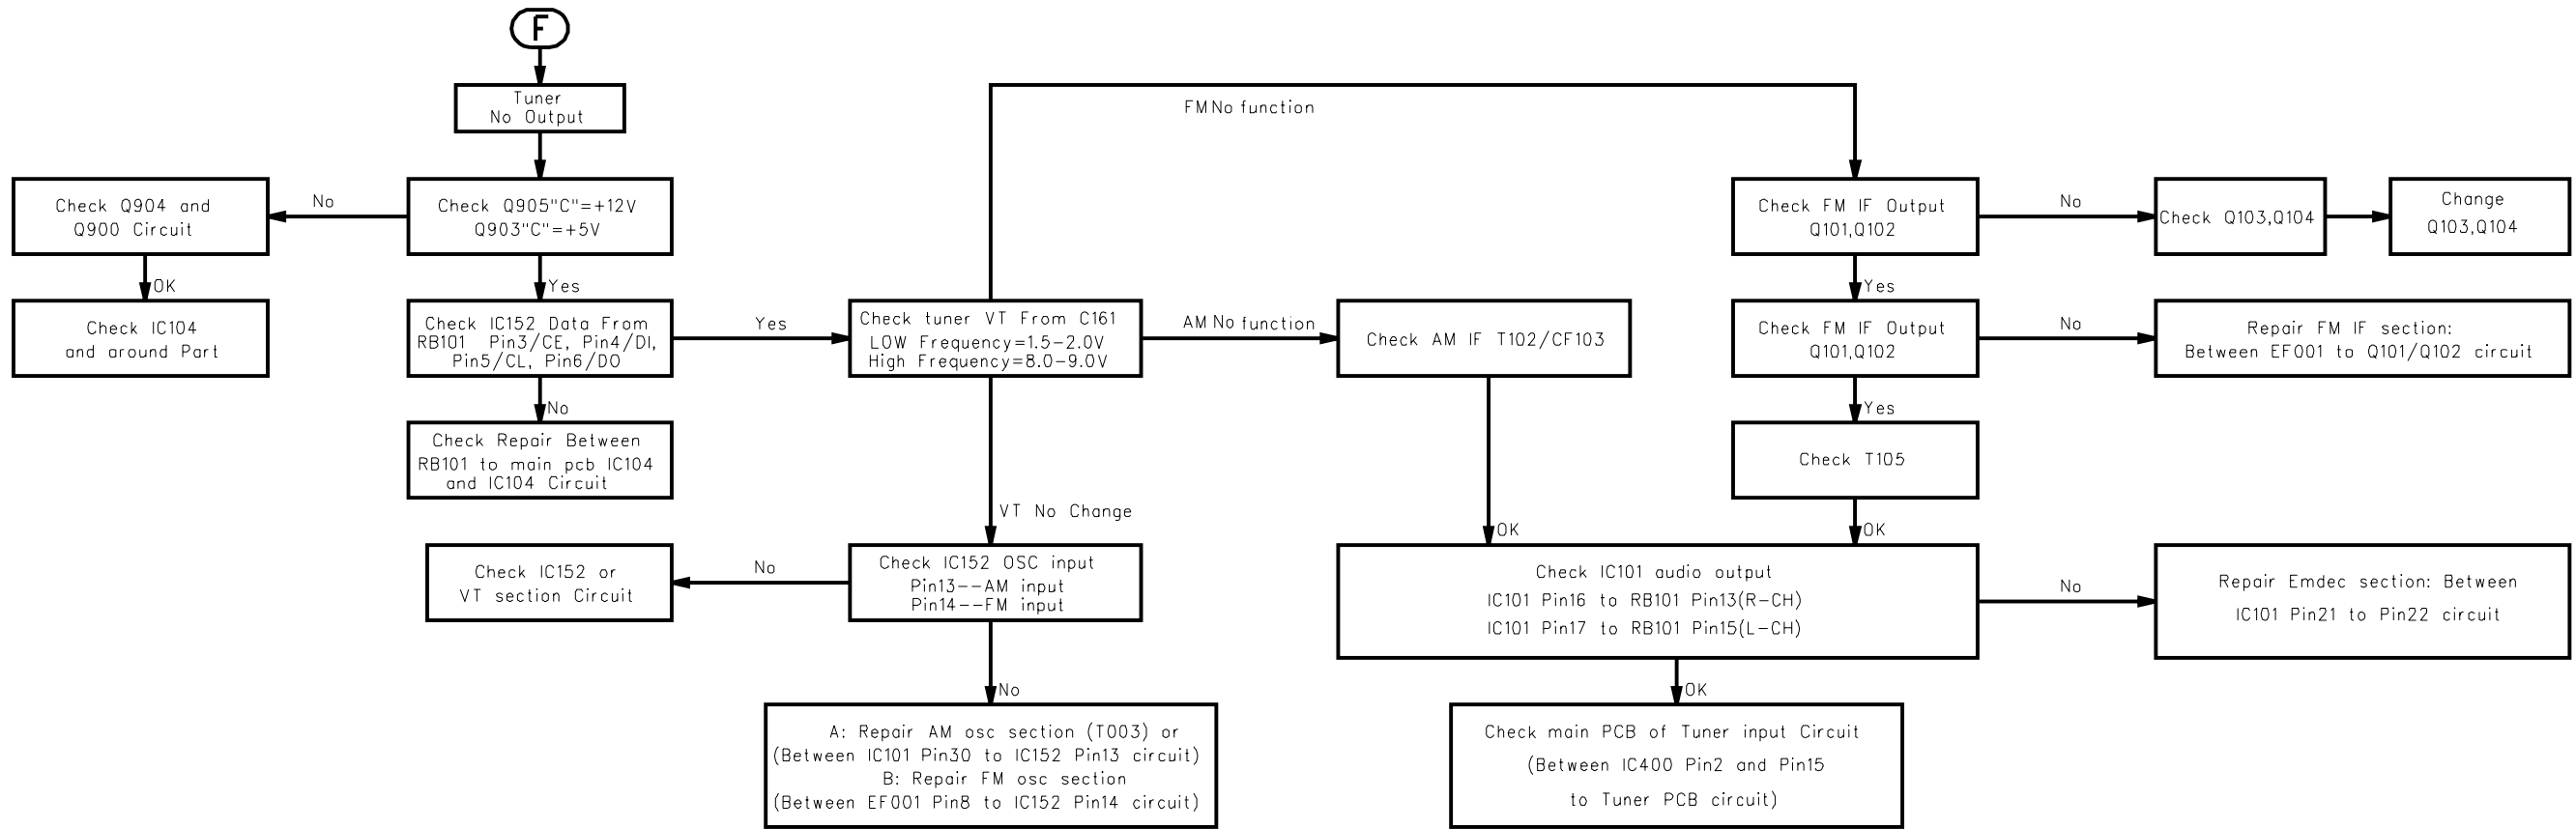 F
Tuner
No Output
FM No function
Check Q904 and
Q900 Circuit
No
Check Q905"C"=+12V
Q903"C"=+5V
Check FM IF Output
Q101,Q102
No
Check Q103,Q104
Change
Q103,Q104
OK
Yes
Yes
Check IC104
and around Part
Check IC152 Data From
RB101 Pin3/CE, Pin4/DI,
Pin5/CL, Pin6/DO
Yes
Check tuner VT From C161
LOW Frequency=1.5-2.0V
High Frequency=8.0-9.0V
AM No function
Check AM IF T102/CF103
Check FM IF Output
Q101,Q102
No
Repair FM IF section:
Between EF001 to Q101/Q102 circuit
No
Yes
Check Repair Between
RB101 to main pcb IC104
and IC104 Circuit
Check T105
VT No Change
OK
OK
Check IC152 or
VT section Circuit
No
Check IC152 OSC input
Pin13--AM input
Pin14--FM input
Check IC101 audio output
IC101 Pin16 to RB101 Pin13(R-CH)
IC101 Pin17 to RB101 Pin15(L-CH)
No
Repair Emdec section: Between
IC101 Pin21 to Pin22 circuit
No
OK
A: Repair AM osc section (T003) or
(Between IC101 Pin30 to IC152 Pin13 circuit)
B: Repair FM osc section
(Between EF001 Pin8 to IC152 Pin14 circuit)
Check main PCB of Tuner input Circuit
(Between IC400 Pin2 and Pin15
to Tuner PCB circuit)